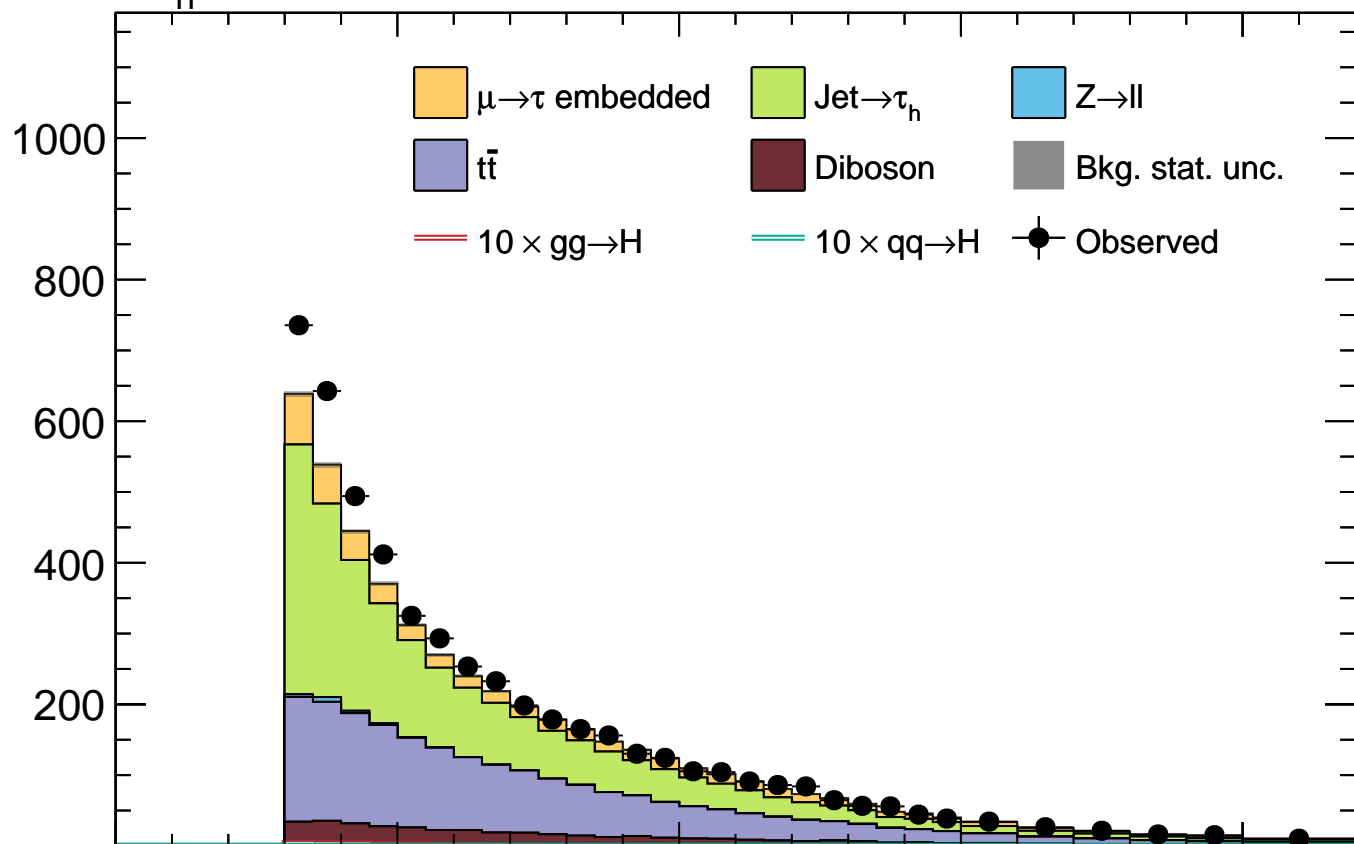 μ→τ embedded Jet→τh Z→ll
1000
tt̄ Diboson Bkg. stat. unc.
10 × gg→H 10 × qq→H Observed
800
600
400
200